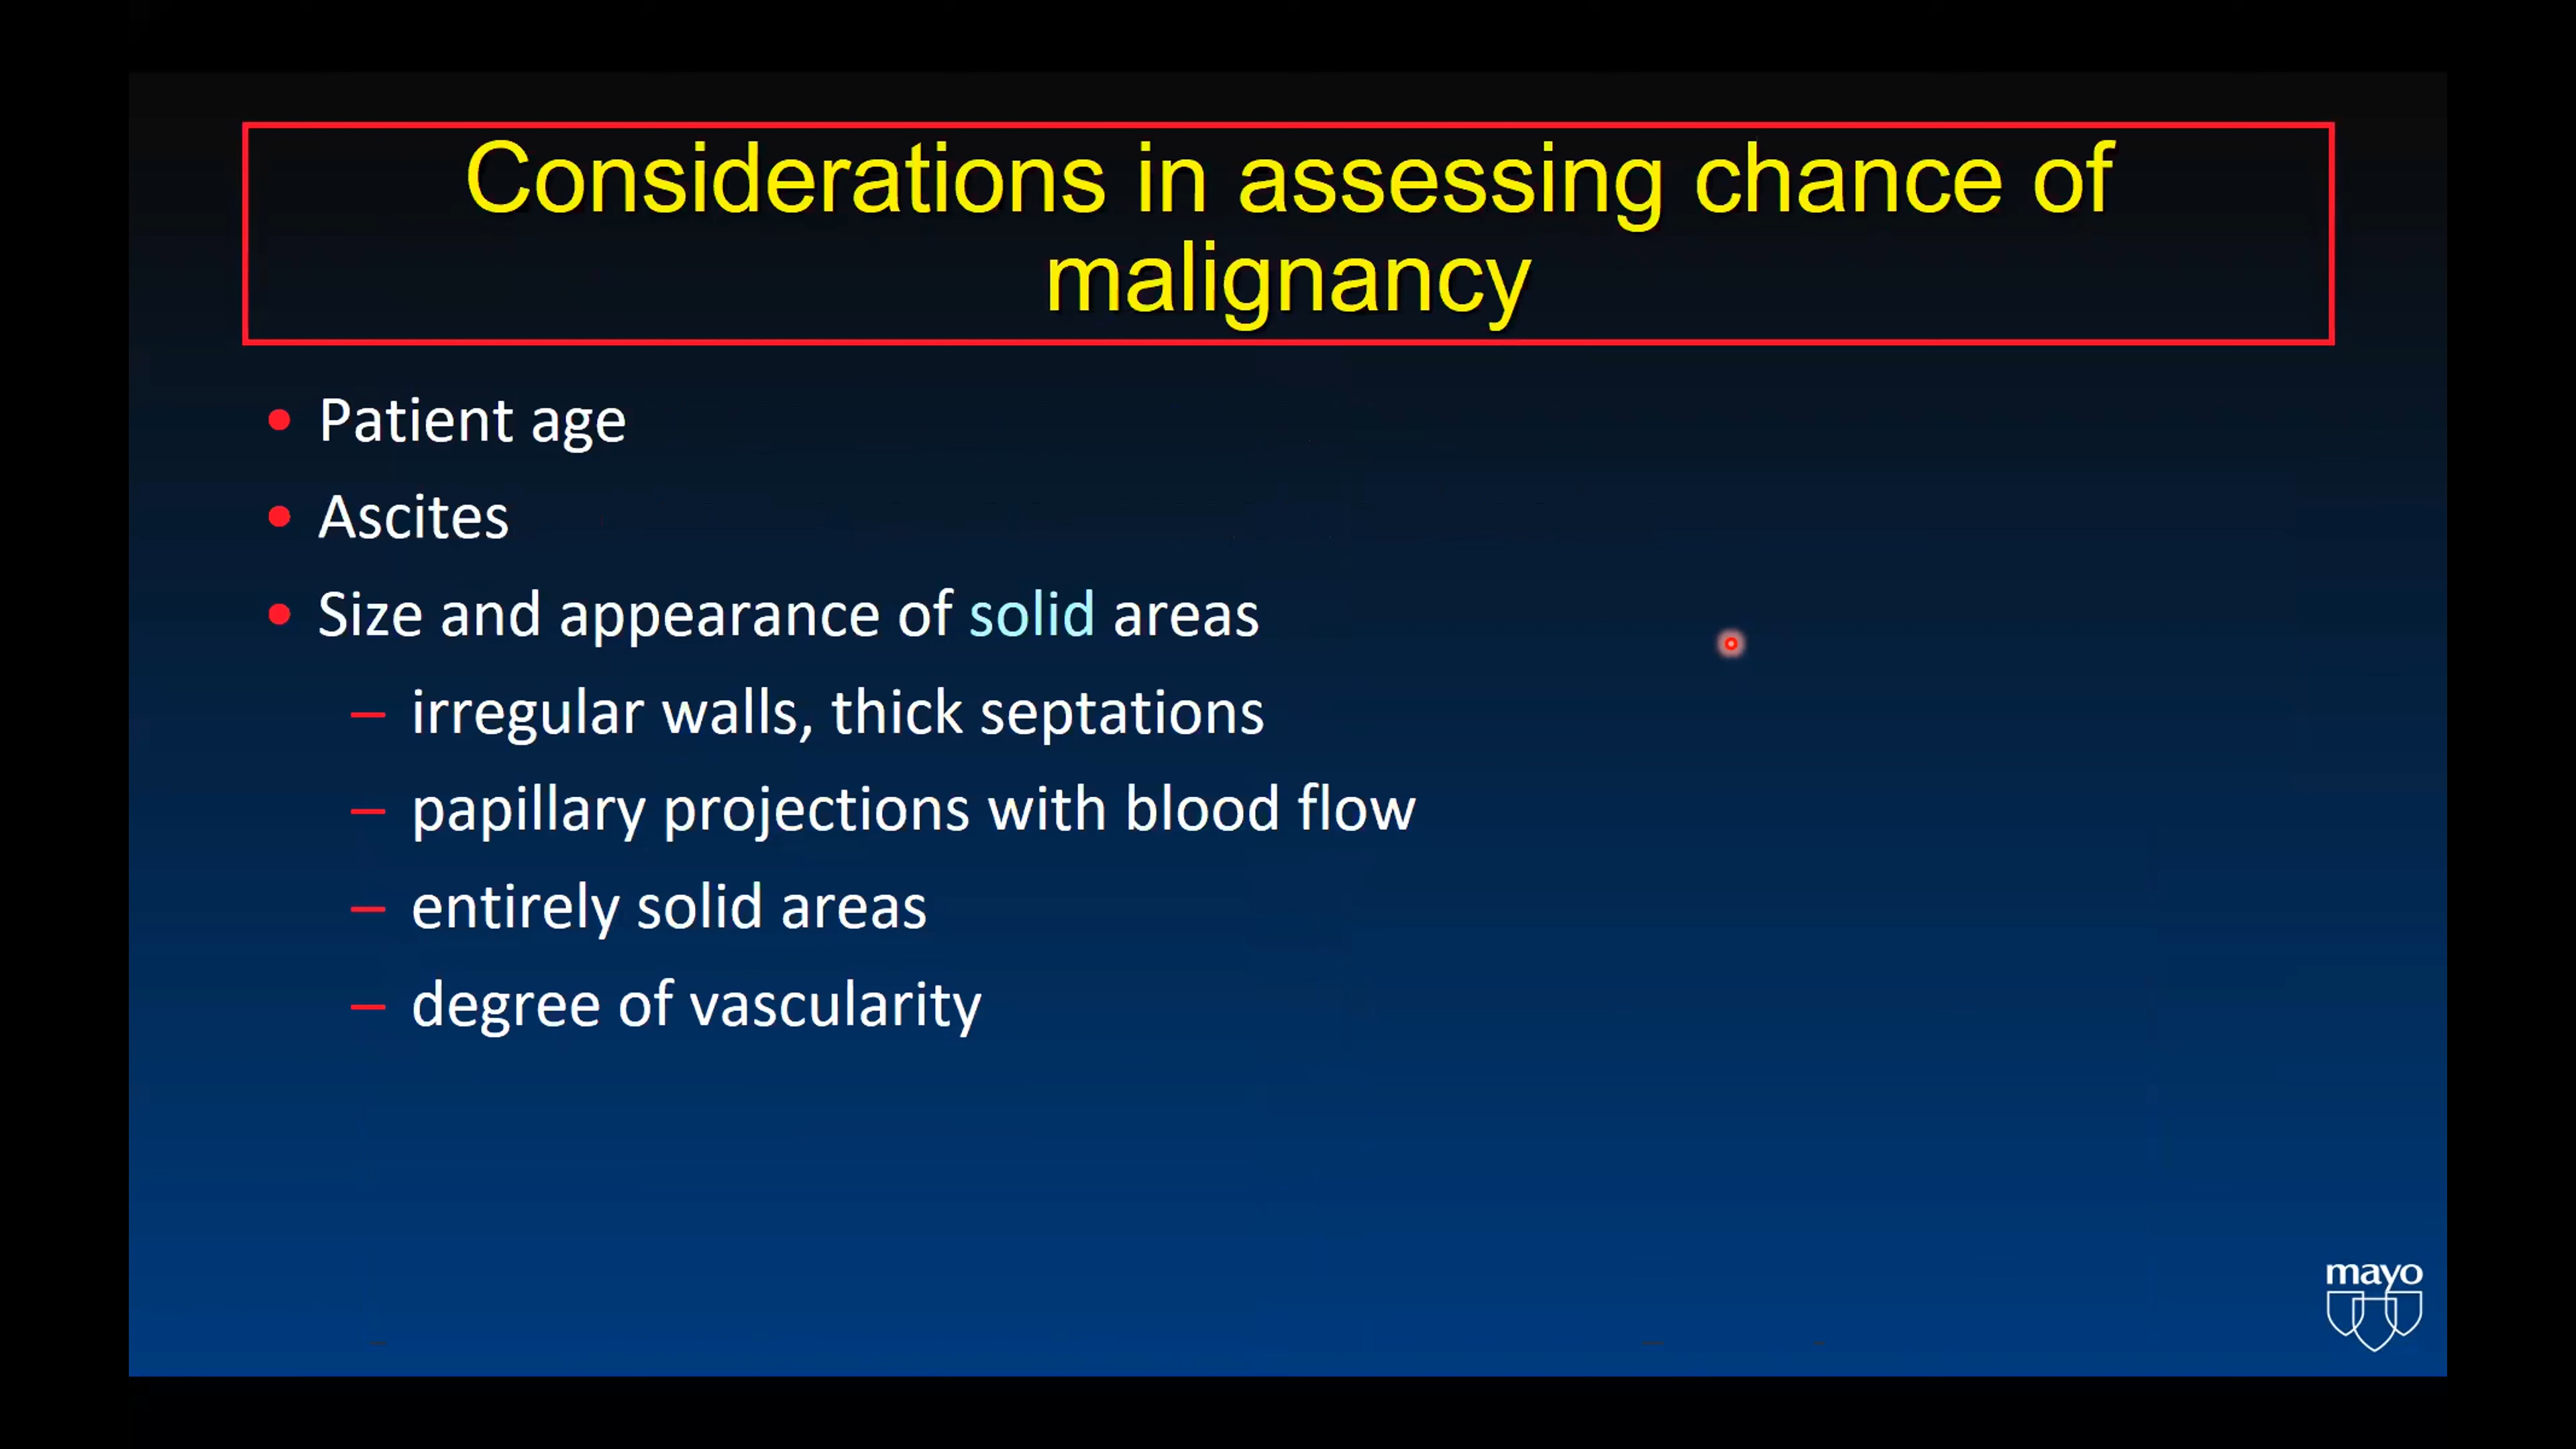 Considerations in assessing chance of
malignancy
• Patient age
• Ascites
• Size and appearance of solid areas
– irregular walls, thick septations
– papillary projections with blood flow
– entirely solid areas
– degree of vascularity
mayo